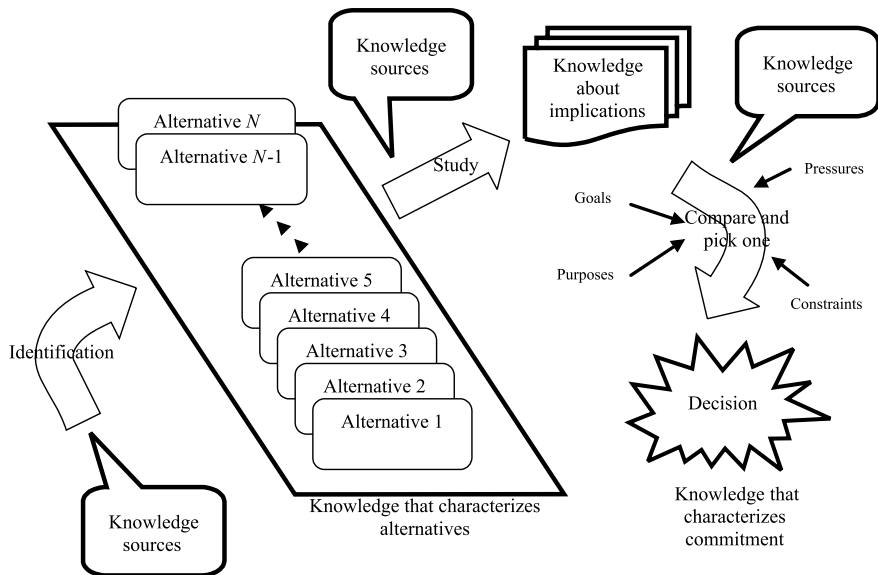 Knowledge
sources
Knowledge
about
implications
Knowledge
sources
Alternative N
Alternative N-1
Study
Pressures
Goals
Compare and
pick one
Purposes
Constraints
Alternative 5
Alternative 4
Alternative 3
Alternative 2
Alternative 1
Identification
Decision
Knowledge that characterizes
alternatives
Knowledge that
characterizes
commitment
Knowledge
sources